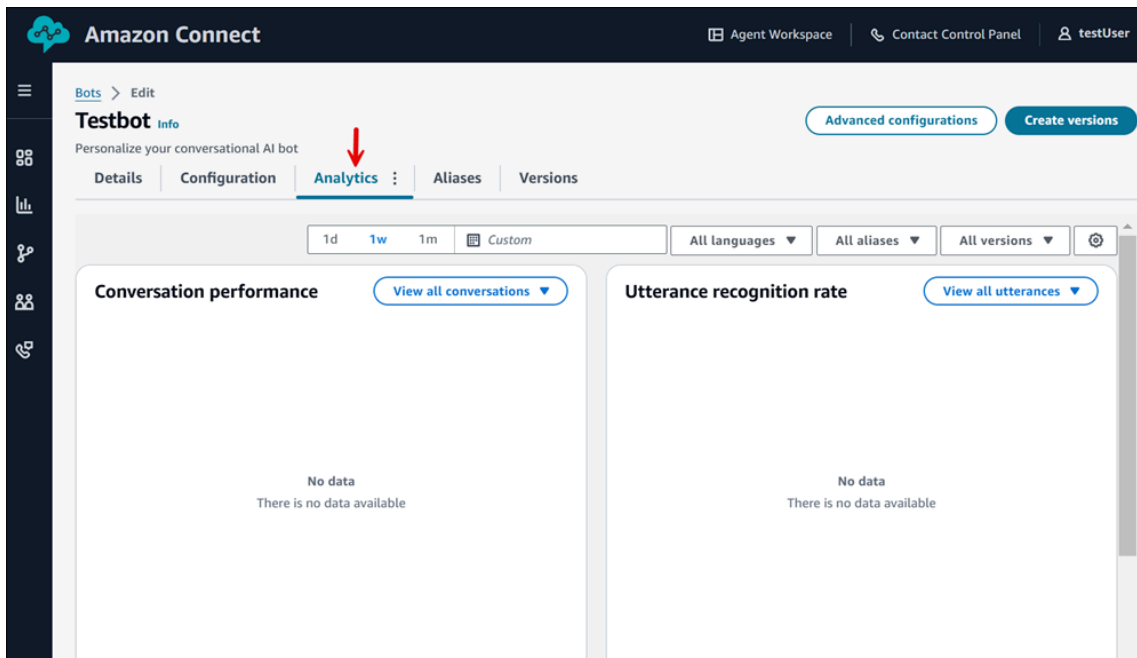 Amazon Connect
Agent Workspace
Contact Control Panel
testUser
Bots > Edit
Testbot Info
Advanced configurations
Create versions
Personalize your conversational AI bot
Details
Configuration
Analytics
Aliases
Versions
1d
1w
1m
Custom
All languages
All aliases
All versions
Conversation performance
View all conversations
Utterance recognition rate
View all utterances
No data
There is no data available
No data
There is no data available